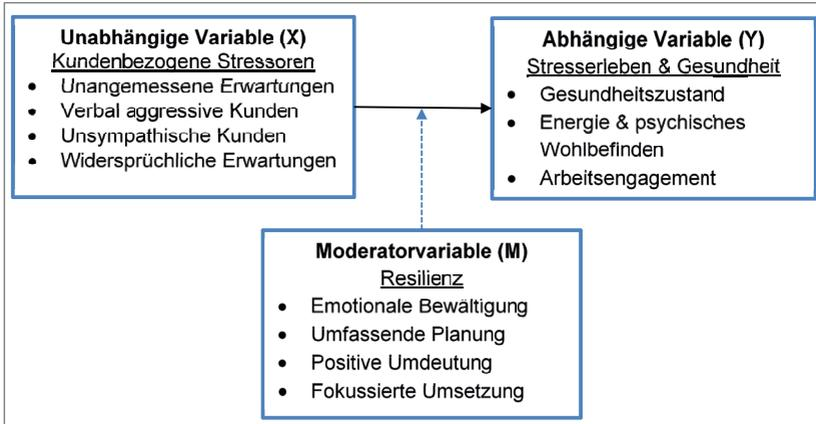 Unabhängige Variable (X)
Kundenbezogene Stressoren
• Unangemessene Erwartungen
• Verbal aggressive Kunden
• Unsympathische Kunden
• Widersprüchliche Erwartungen
Abhängige Variable (Y)
Stresserleben & Gesundheit
• Gesundheitszustand
• Energie & psychisches
Wohlbefinden
• Arbeitsengagement
Moderatorvariable (M)
Resilienz
• Emotionale Bewältigung
• Umfassende Planung
• Positive Umdeutung
• Fokussierte Umsetzung